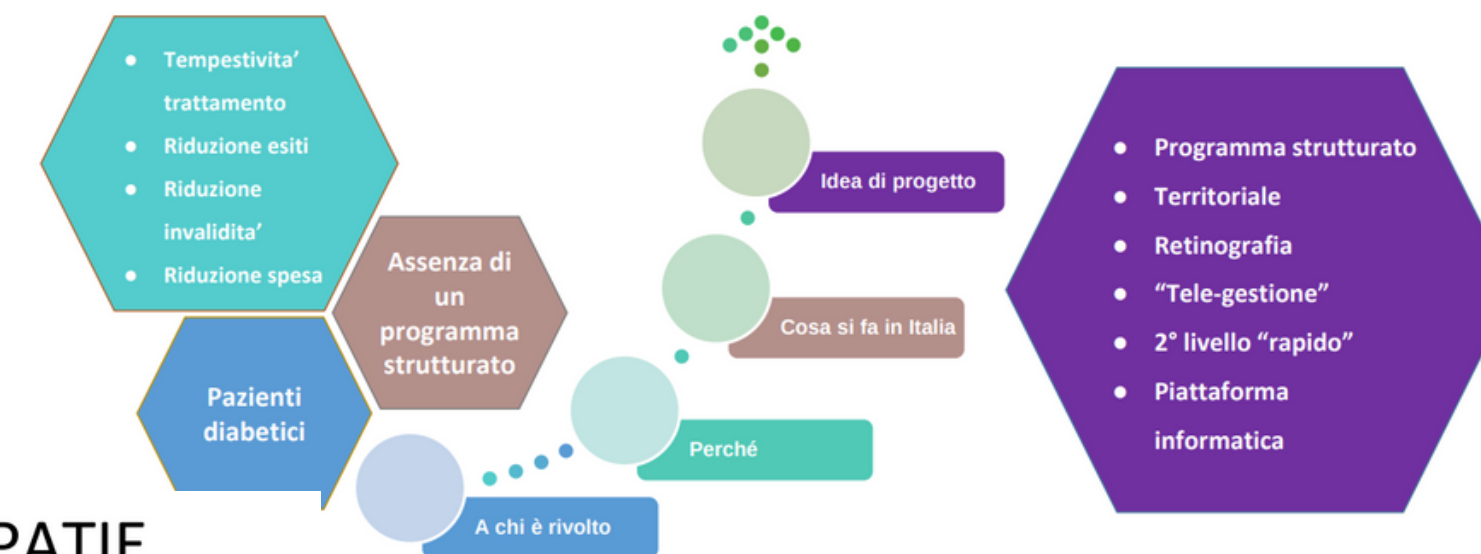 ● Tempestivita’
trattamento
● Riduzione esiti
● Riduzione
invalidita’
● Riduzione spesa
Assenza di
un
programma
strutturato
Pazienti
diabetici
Idea di progetto
Cosa si fa in Italia
Perché
A chi è rivolto
● Programma strutturato
● Territoriale
● Retinografia
● “Tele-gestione”
● 2° livello “rapido”
● Piattaforma
informatica
PATIE